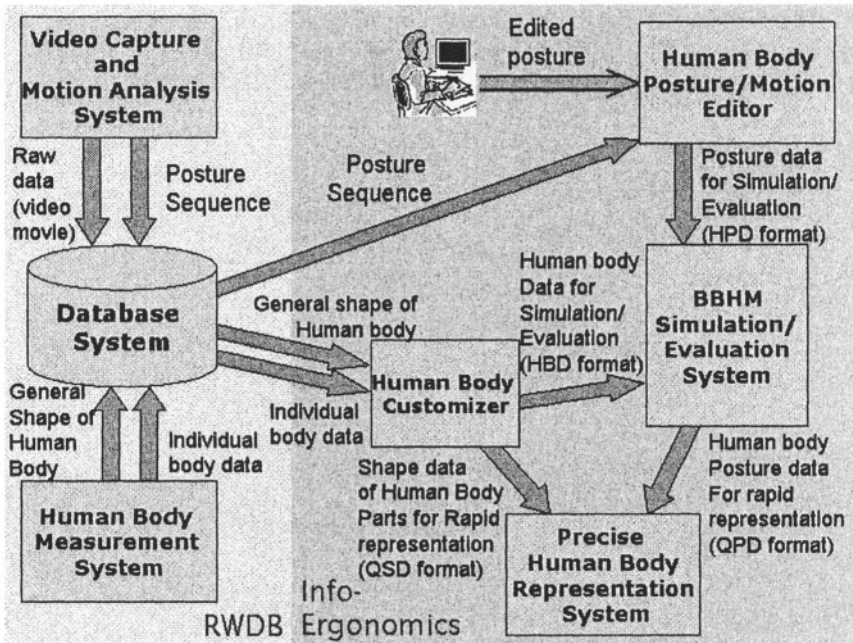 Video Capture
and
Motion Analysis
System
Edited
posture
Human Body
Posture/Motion
Editor
Raw
data
(video
movie)
Posture
Sequence
Posture
Sequence
Posture data
for Simulation/
Evaluation
(HPD format)
Database
System
General shape of
Human body
Individual
body data
Human body
Data for
Simulation/
Evaluation
(HBD format)
BBHM
Simulation/
Evaluation
System
Human Body
Customizer
General
Shape of
Human
Body
Individual
body data
Human Body
Measurement
System
Shape data
of Human Body
Parts for Rapid
representation
(QSD format)
Human body
Posture data
For rapid
representation
(QPD format)
Precise
Human Body
Representation
System
RWDB
Info-
Ergonomics